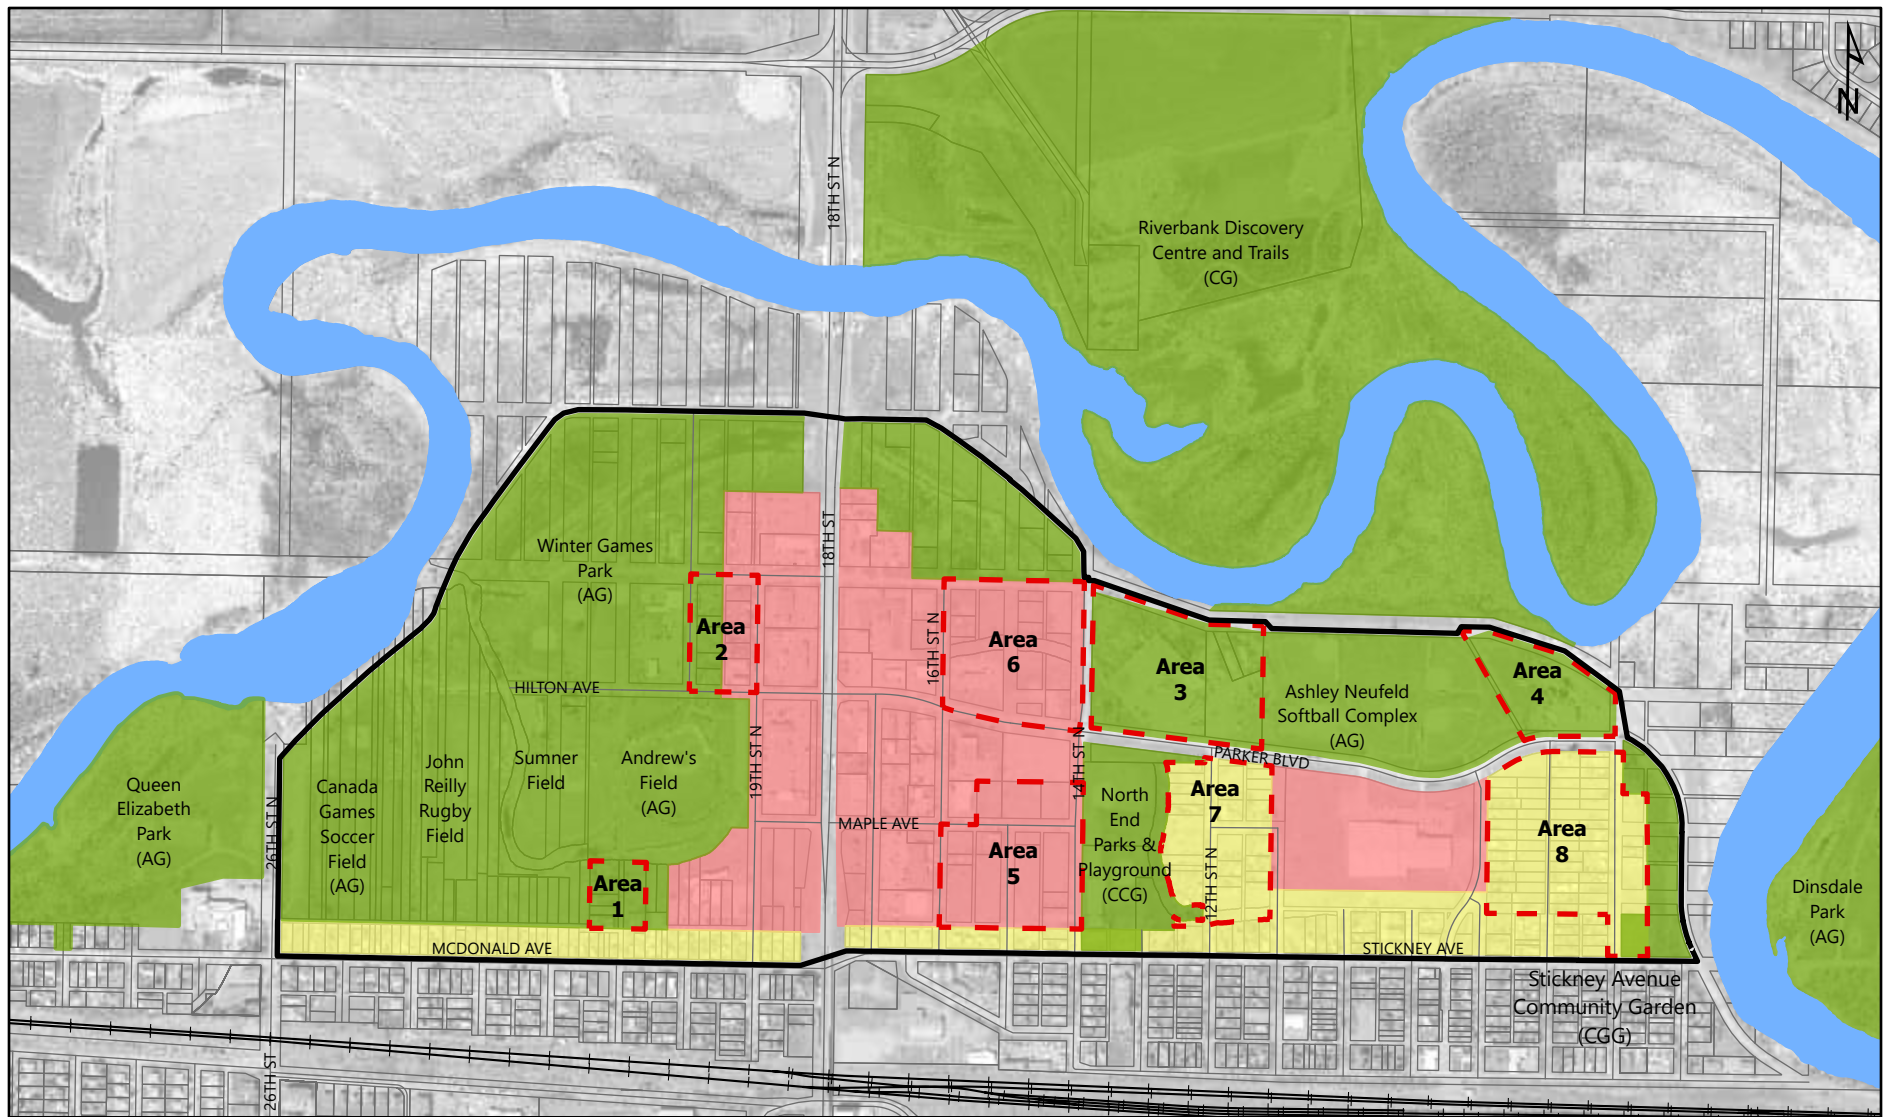 N
18TH ST N
Riverbank Discovery
Centre and Trails
(CG)
Winter Games
Park
(AG)
18TH ST
Area
2
16TH ST N
Area
6
Area
3
Area
4
HILTON AVE
Ashley Neufeld
Softball Complex
(AG)
PARKER BLVD
14TH ST N
19TH ST N
Queen
Elizabeth
Park
(AG)
26TH ST N
Canada
Games
Soccer
Field
(AG)
John
Reilly
Rugby
Field
Sumner
Field
Andrew's
Field
(AG)
MAPLE AVE
North
End
Parks &
Playground
(CCG)
Area
7
12TH ST N
Area
8
Area
5
Area
1
Dinsdale
Park
(AG)
MCDONALD AVE
STICKNEY AVE
Stickney Avenue
Community Garden
(CGG)
26TH ST